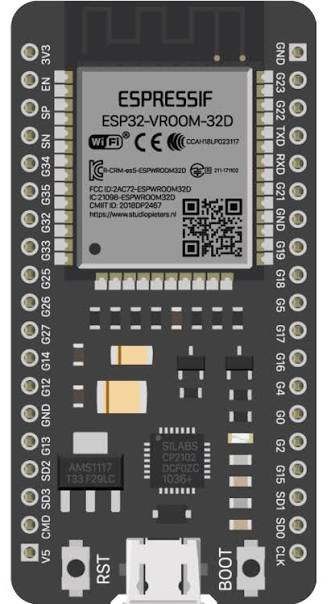 3V3
EN
SP
SN
G34
G35
G32
G33
G25
G26
G27
G14
G12
GND
G13
SD2
SD3
CMD
V5
ESPRESSIF
ESP32-VROOM-32D
WiFi® CE CCAH18LP0231I7
R-CRM-es5-ESPWROOM32D 211-171102
FCC ID:2AC72-ESPWROOM32D
IC:21098-ESPWROOM32D
CMIIT ID: 2018DP2467
https://www.studiopieters.nl
AMS1117
T33 F29LC
SILABS
CP2102
DCF0ZC
1036+
RST
BOOT
GND
G23
G22
TXD
RXD
G21
GND
G19
G18
G5
G17
G16
G4
G0
G2
G15
SD1
SD0
CLK